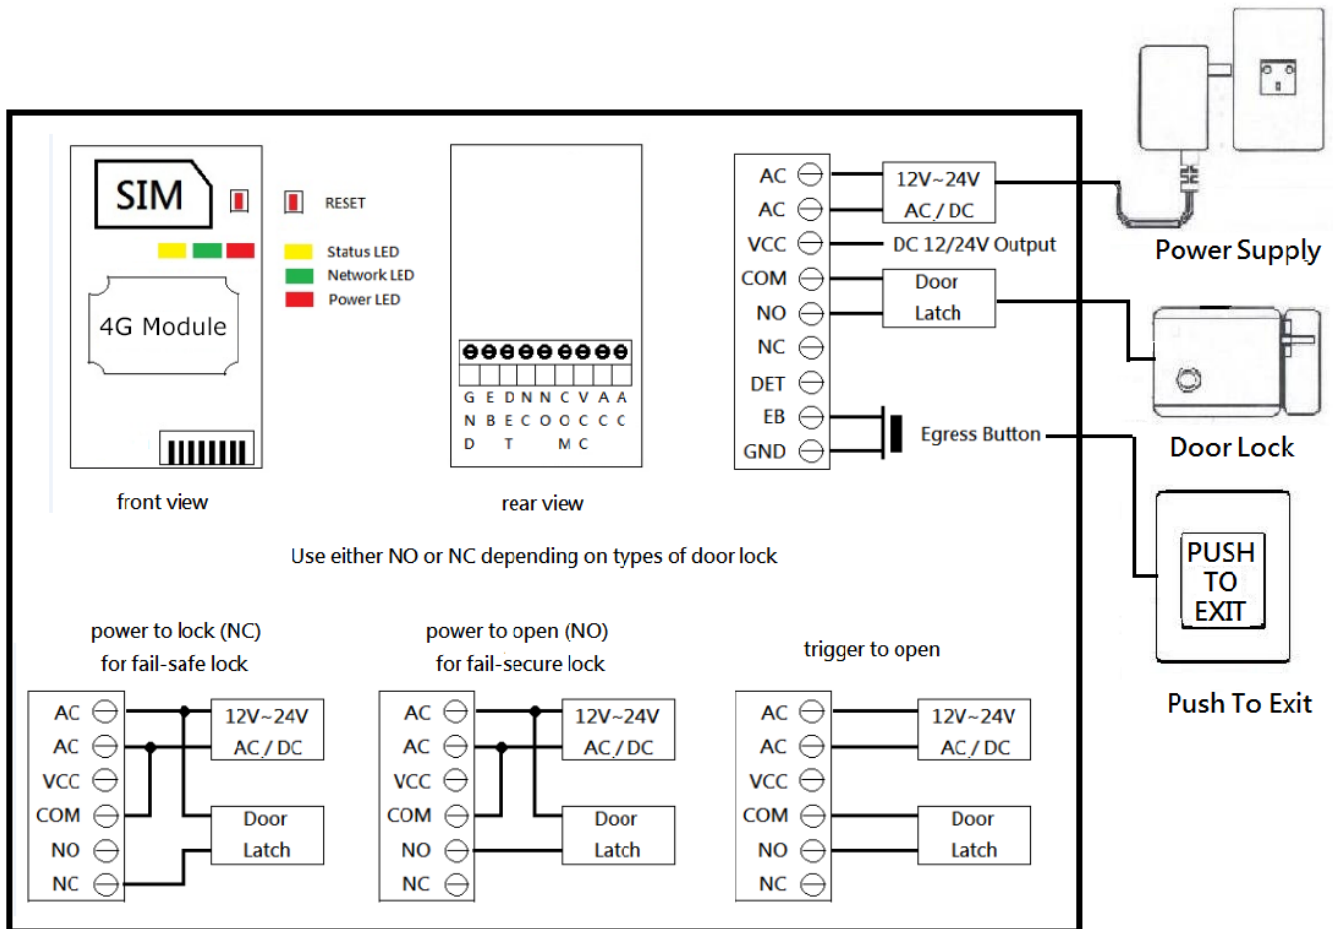 SIM
RESET
Status LED
Network LED
Power LED
4G Module
front view
G E D N N C V A A
N B E C O O C C C
D T M C
rear view
AC
AC
VCC
COM
NO
NC
DET
EB
GND
12V~24V
AC / DC
DC 12/24V Output
Door
Latch
Egress Button
Power Supply
Door Lock
PUSH
TO
EXIT
Push To Exit
Use either NO or NC depending on types of door lock
power to lock (NC)
for fail-safe lock
AC
AC
VCC
COM
NO
NC
12V~24V
AC / DC
Door
Latch
power to open (NO)
for fail-secure lock
AC
AC
VCC
COM
NO
NC
12V~24V
AC / DC
Door
Latch
trigger to open
AC
AC
VCC
COM
NO
NC
12V~24V
AC / DC
Door
Latch